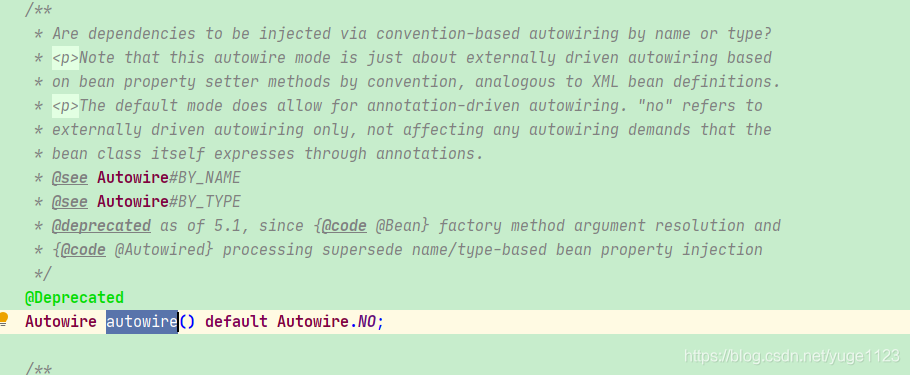 /**
* Are dependencies to be injected via convention-based autowiring by name or type?
* <p>Note that this autowire mode is just about externally driven autowiring based
* on bean property setter methods by convention, analogous to XML bean definitions.
* <p>The default mode does allow for annotation-driven autowiring. "no" refers to
* externally driven autowiring only, not affecting any autowiring demands that the
* bean class itself expresses through annotations.
* @see Autowire#BY_NAME
* @see Autowire#BY_TYPE
* @deprecated as of 5.1, since {@code @Bean} factory method argument resolution and
* {@code @Autowired} processing supersede name/type-based bean property injection
*/
@Deprecated
Autowire autowire() default Autowire.NO;
/**
https://blog.csdn.net/yuge1123